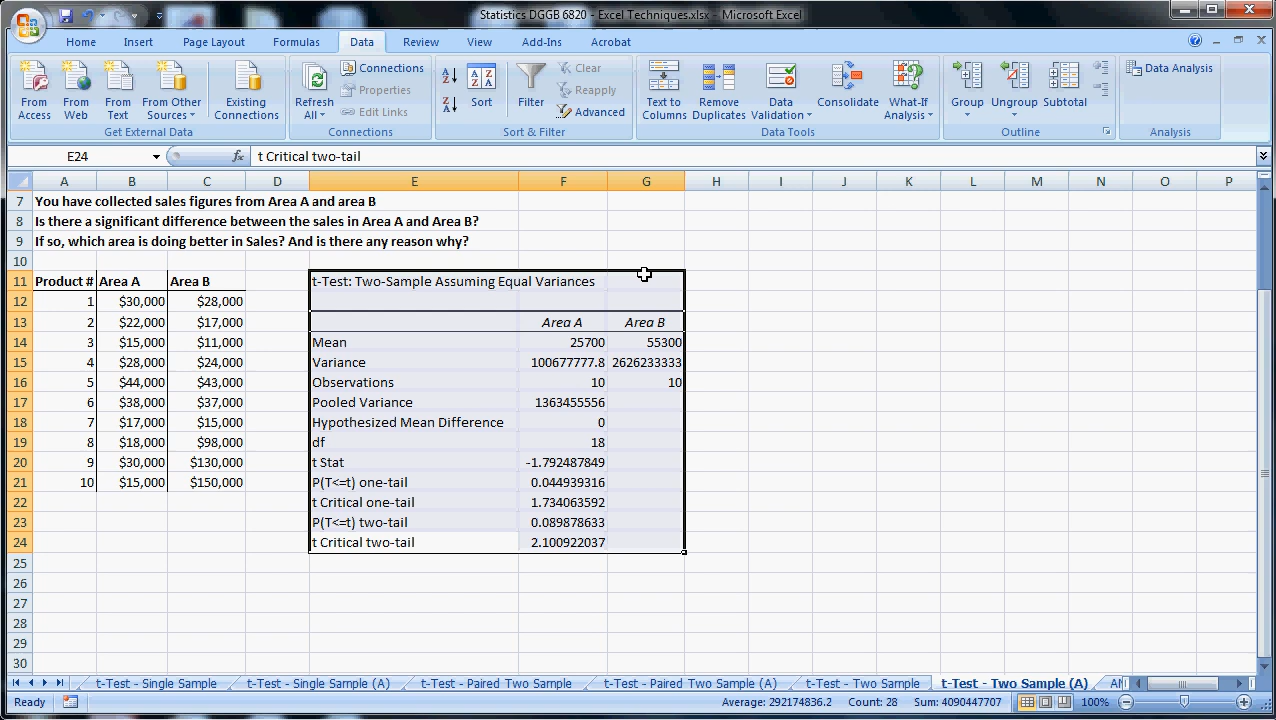 Statistics DGGB 6820 - Excel Techniques.xlsx - Microsoft Excel
Home Insert Page Layout Formulas Data Review View Add-Ins Acrobat
From Access
From Web
From Text
From Other Sources
Existing Connections
Get External Data
Refresh All
Connections
Properties
Edit Links
Connections
Sort
Filter
Clear
Reapply
Advanced
Sort & Filter
Text to Columns
Remove Duplicates
Data Validation
Consolidate
What-If Analysis
Data Tools
Group
Ungroup
Subtotal
Outline
Data Analysis
Analysis
E24 fx t Critical two-tail
A B C D E F G H I J K L M N O P
7 You have collected sales figures from Area A and area B
8 Is there a significant difference between the sales in Area A and Area B?
9 If so, which area is doing better in Sales? And is there any reason why?
10
11 Product # Area A Area B t-Test: Two-Sample Assuming Equal Variances
12 1 $30,000 $28,000
13 2 $22,000 $17,000 Area A Area B
14 3 $15,000 $11,000 Mean 25700 55300
15 4 $28,000 $24,000 Variance 100677777.8 2626233333
16 5 $44,000 $43,000 Observations 10 10
17 6 $38,000 $37,000 Pooled Variance 1363455556
18 7 $17,000 $15,000 Hypothesized Mean Difference 0
19 8 $18,000 $98,000 df 18
20 9 $30,000 $130,000 t Stat -1.792487849
21 10 $15,000 $150,000 P(T<=t) one-tail 0.044939316
22 t Critical one-tail 1.734063592
23 P(T<=t) two-tail 0.089878633
24 t Critical two-tail 2.100922037
25
26
27
28
29
30
t-Test - Single Sample t-Test - Single Sample (A) t-Test - Paired Two Sample t-Test - Paired Two Sample (A) t-Test - Two Sample t-Test - Two Sample (A)
Ready Average: 292174836.2 Count: 28 Sum: 4090447707 100%